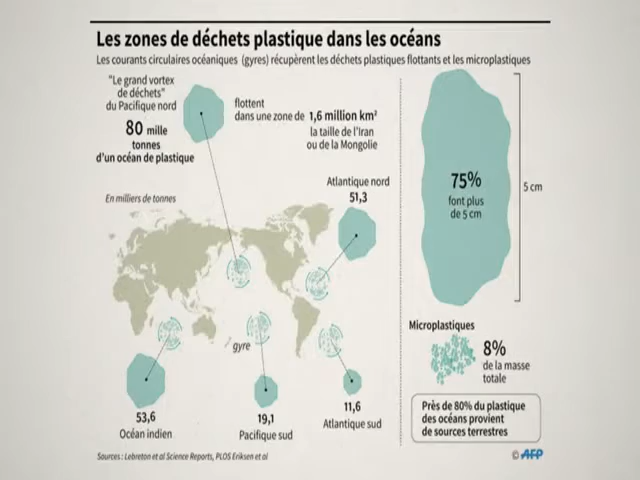 Les zones de déchets plastique dans les océans
Les courants circulaires océaniques (gyres) récupèrent les déchets plastiques flottants et les microplastiques
"Le grand vortex
de déchets"
du Pacifique nord
80 mille
tonnes
d'un océan de plastique
flottent
dans une zone de 1,6 million km²
la taille de l'Iran
ou de la Mongolie
En milliers de tonnes
Atlantique nord
51,3
75%
font plus
de 5 cm
5 cm
gyre
53,6
Océan indien
19,1
Pacifique sud
11,6
Atlantique sud
Microplastiques
8%
de la masse
totale
Près de 80% du plastique
des océans provient
de sources terrestres
Sources : Lebreton et al Science Reports, PLOS Eriksen et al
© AFP